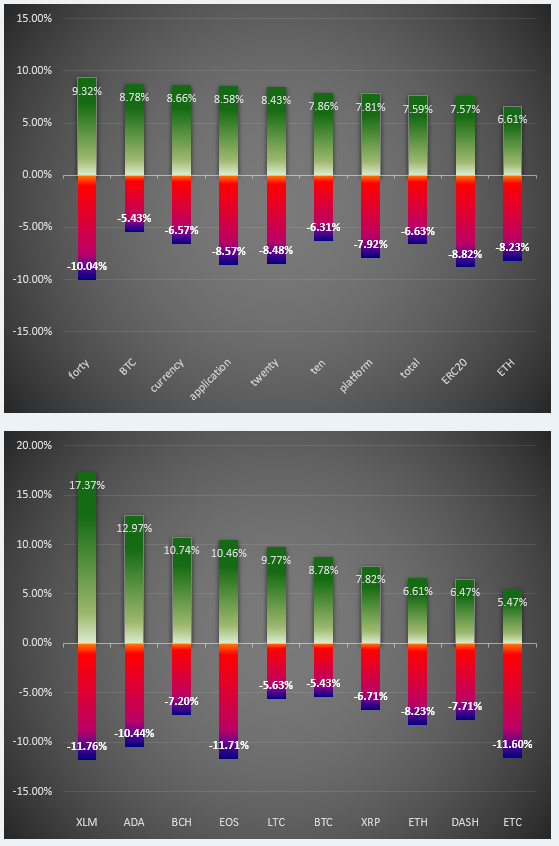 15.00%
10.00%
9.32% 8.78% 8.66% 8.58% 8.43% 7.86% 7.81% 7.59% 7.57% 6.61%
5.00%
0.00%
-5.00%
-10.04% -5.43% -6.57% -8.57% -8.48% -6.31% -7.92% -6.63% -8.82% -8.23%
-10.00%
-15.00%
forty BTC currency application twenty ten platform total ERC20 ETH
20.00%
17.37% 12.97% 10.74% 10.46% 9.77% 8.78% 7.82% 6.61% 6.47% 5.47%
15.00%
10.00%
5.00%
0.00%
-5.00%
-11.76% -10.44% -7.20% -11.71% -5.63% -5.43% -6.71% -8.23% -7.71% -11.60%
-10.00%
-15.00%
XLM ADA BCH EOS LTC BTC XRP ETH DASH ETC